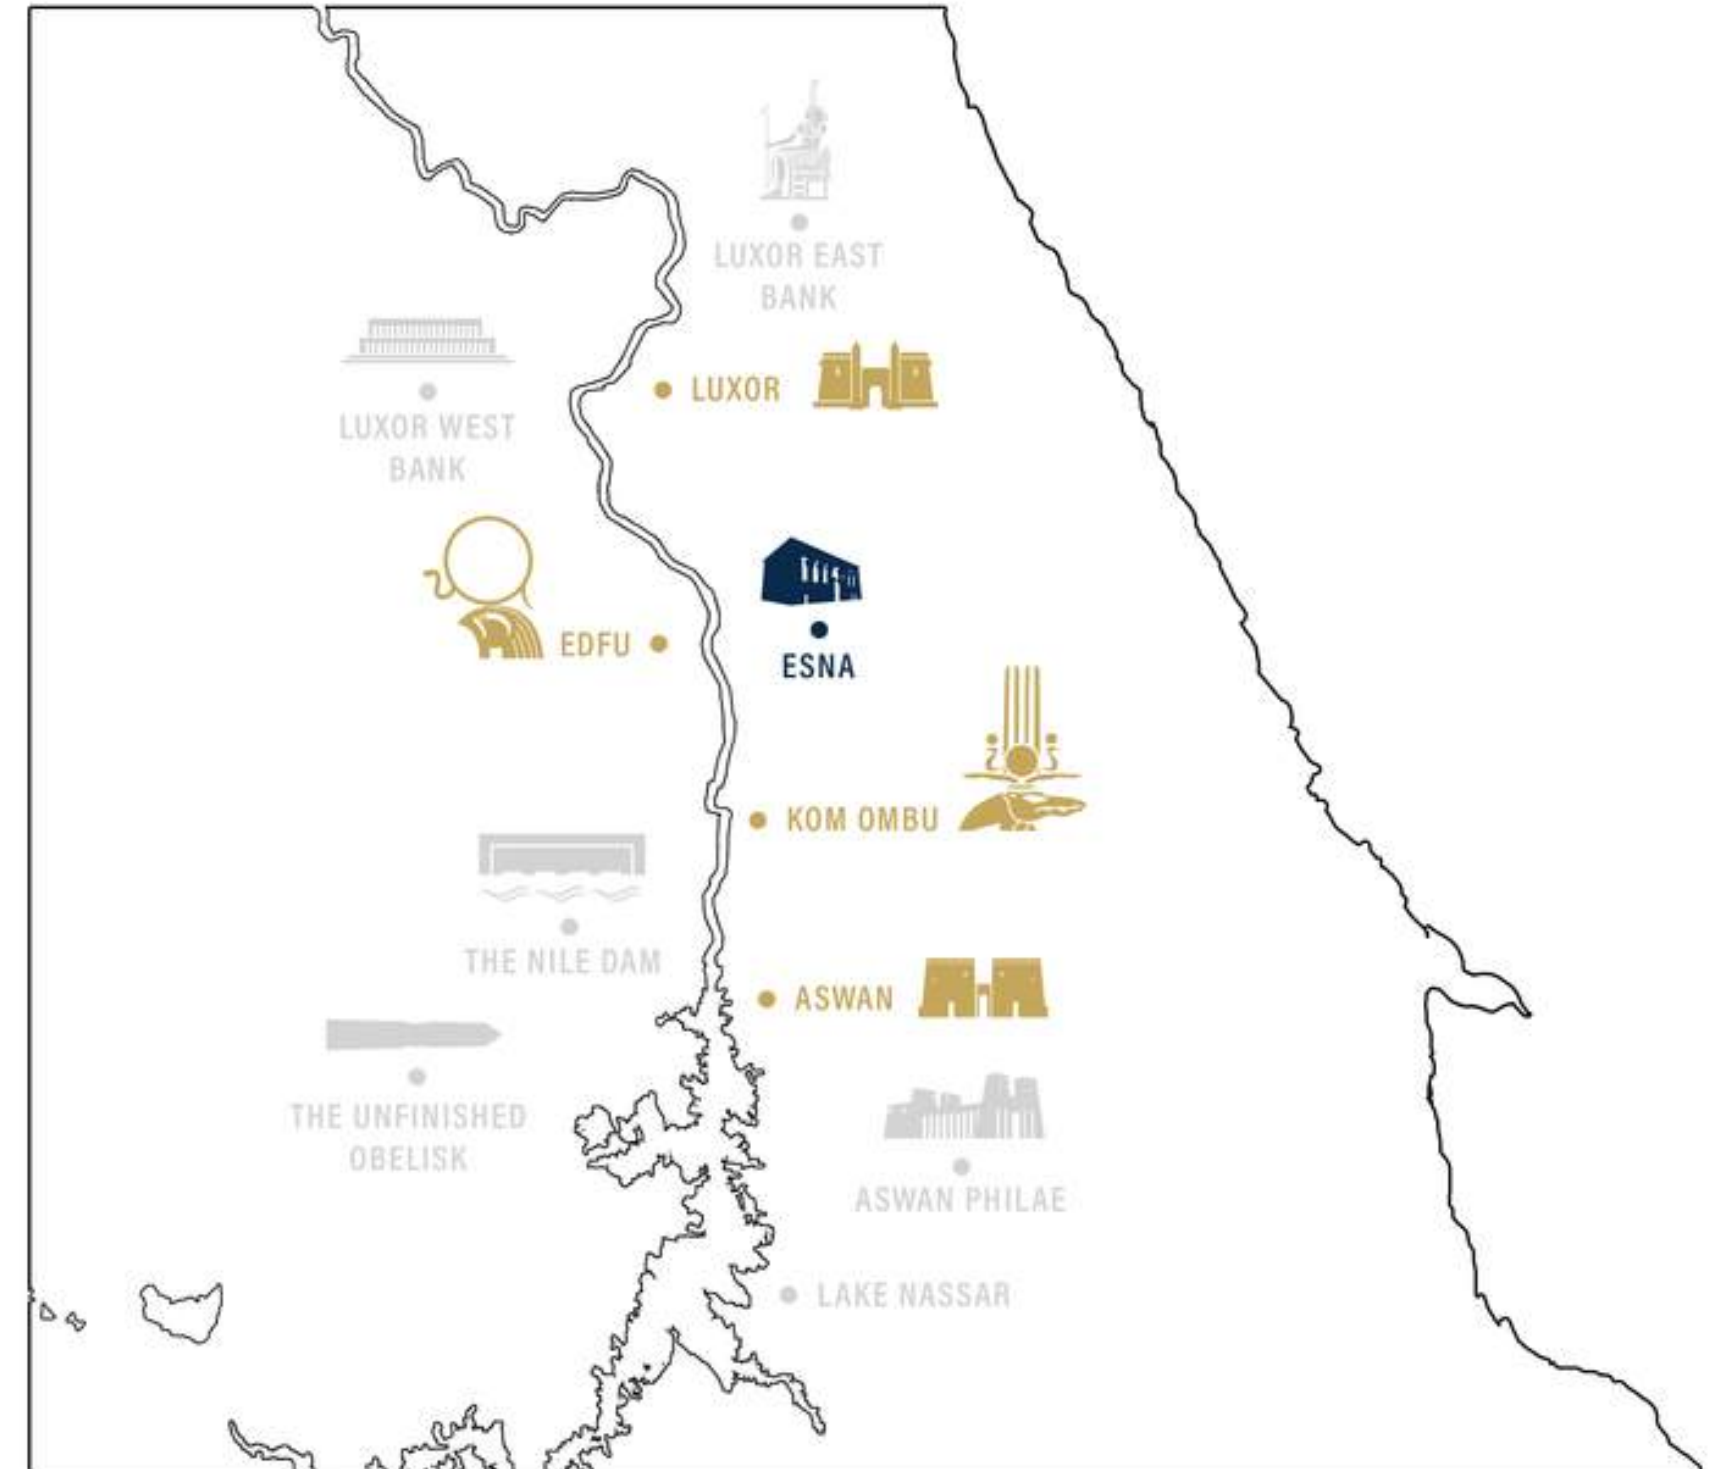 LUXOR EAST
BANK
LUXOR
LUXOR WEST
BANK
EDFU
ESNA
KOM OMBU
THE NILE DAM
ASWAN
THE UNFINISHED
OBELISK
ASWAN PHILAE
LAKE NASSAR